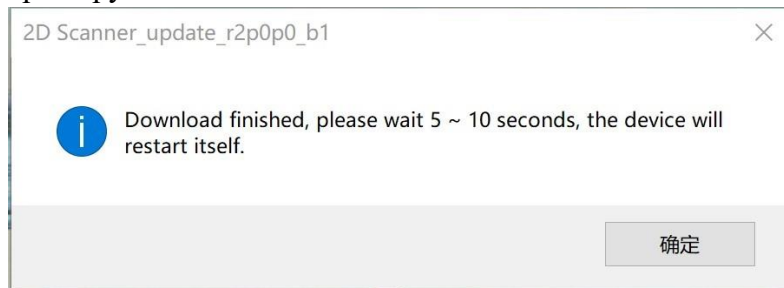 2D Scanner_update_r2p0p0_b1
Download finished, please wait 5 ~ 10 seconds, the device will
restart itself.
确定